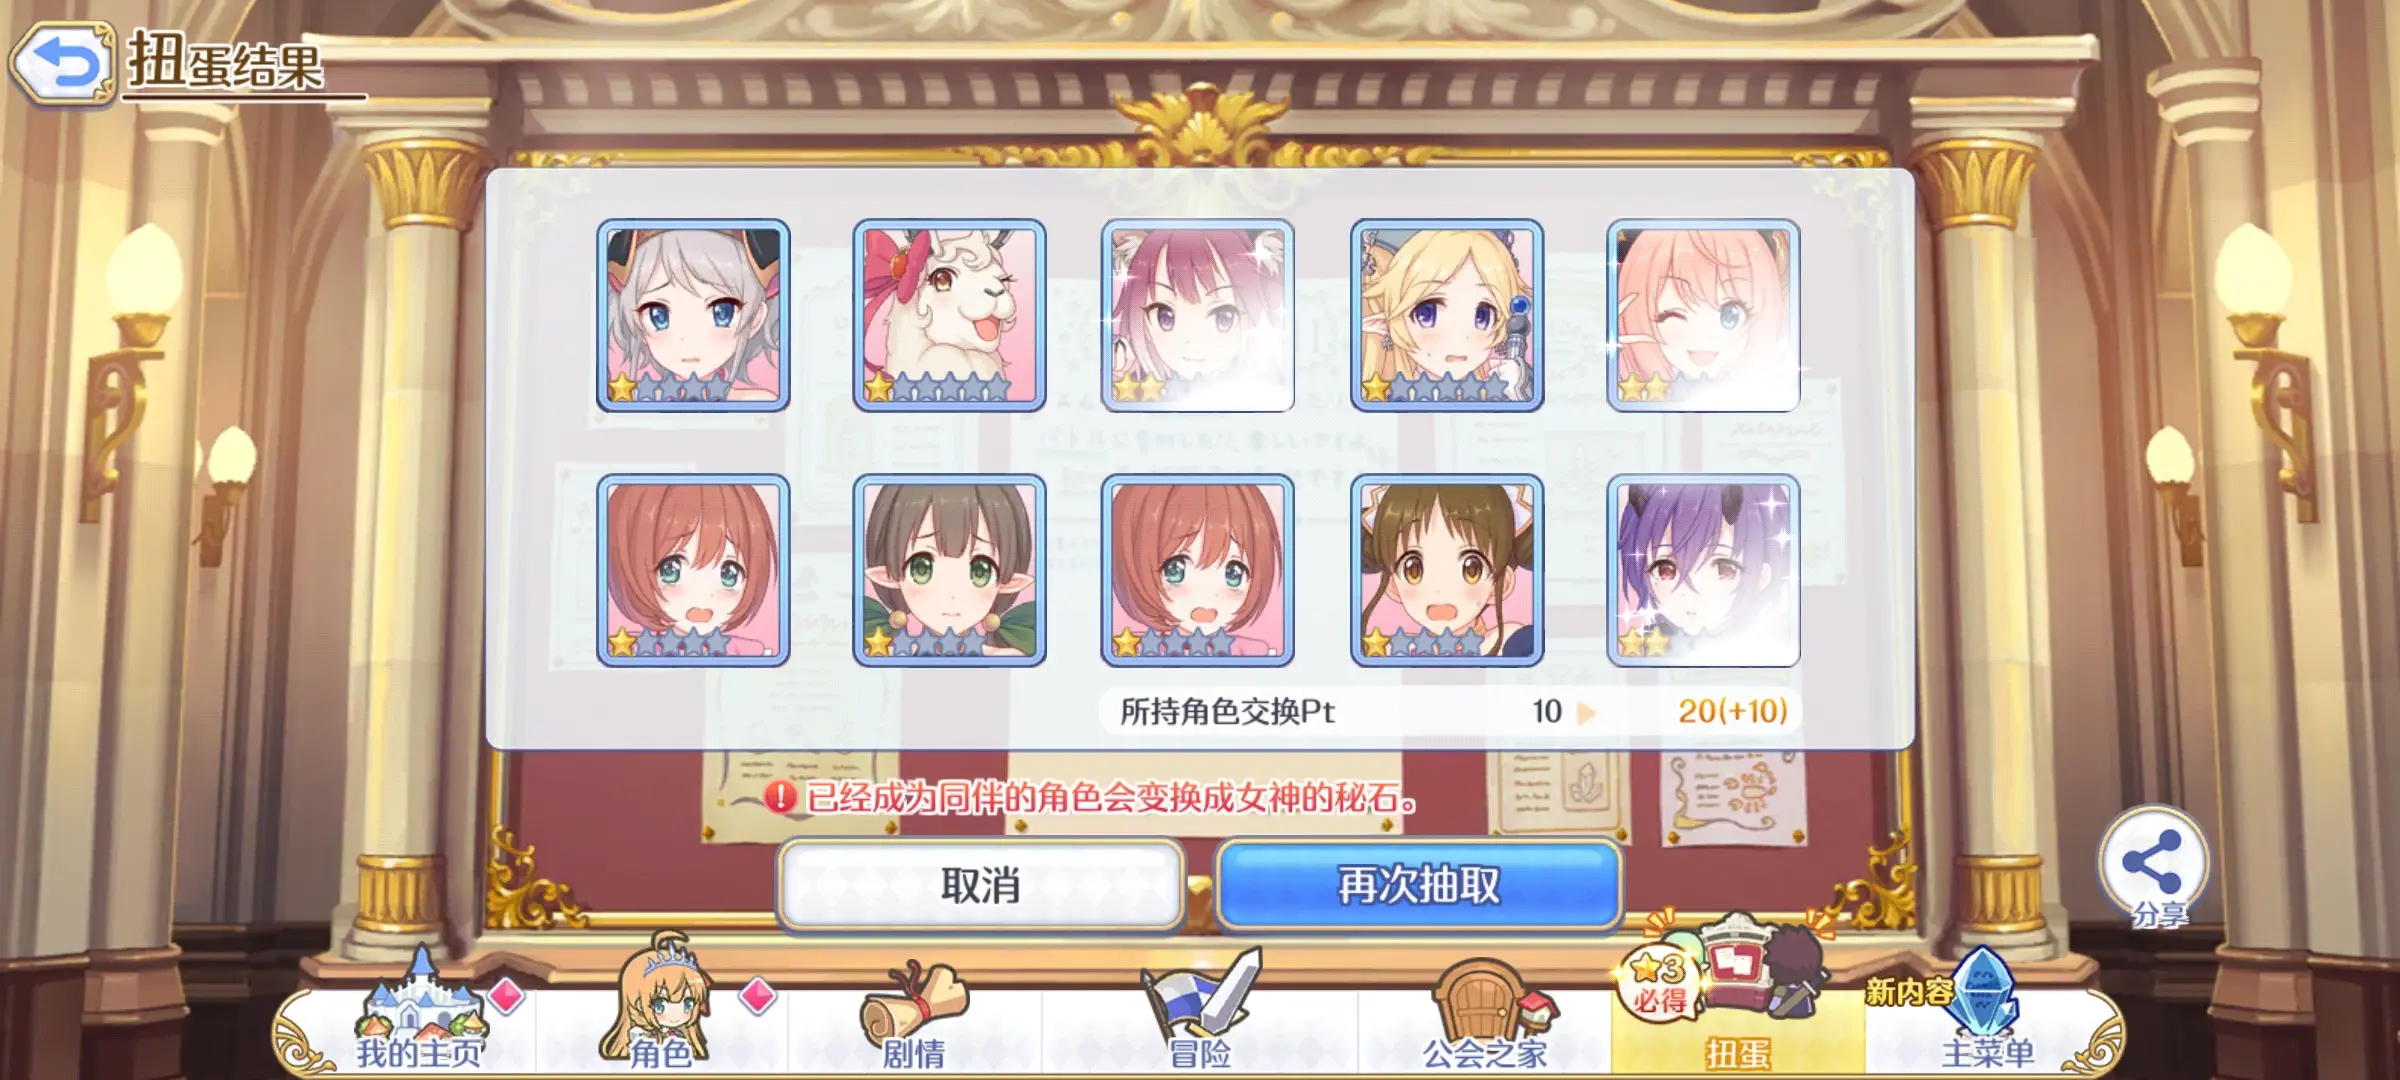 扭蛋结果
所持角色交换Pt 10 20(+10)
已经成为同伴的角色会变换成女神的秘石。
取消
再次抽取
分享
3
必得
新内容
我的主页
角色
剧情
冒险
公会之家
扭蛋
主菜单